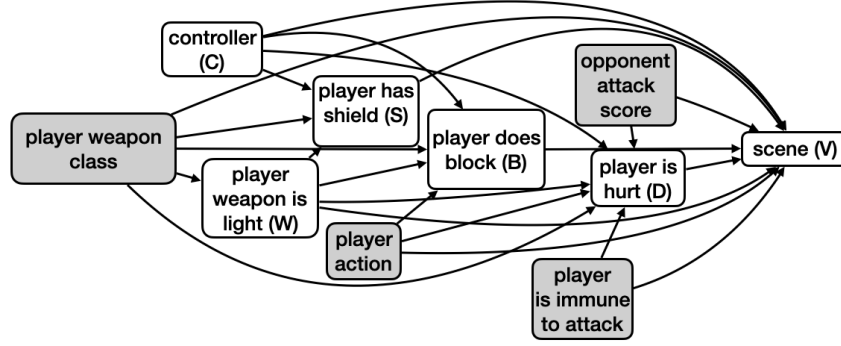 controller
(C)
opponent
attack
score
player has
shield (S)
player weapon
class
player does
block (B)
scene (V)
player
weapon is
light (W)
player is
hurt (D)
player
action
player
is immune
to attack